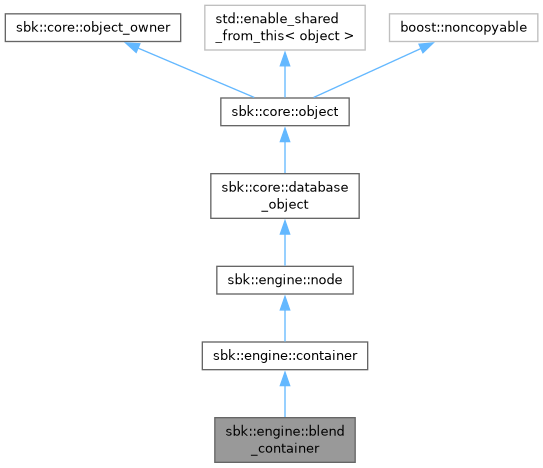 sbk::core::object_owner
std::enable_shared
_from_this< object >
boost::noncopyable
sbk::core::object
sbk::core::database
_object
sbk::engine::node
sbk::engine::container
sbk::engine::blend
_container